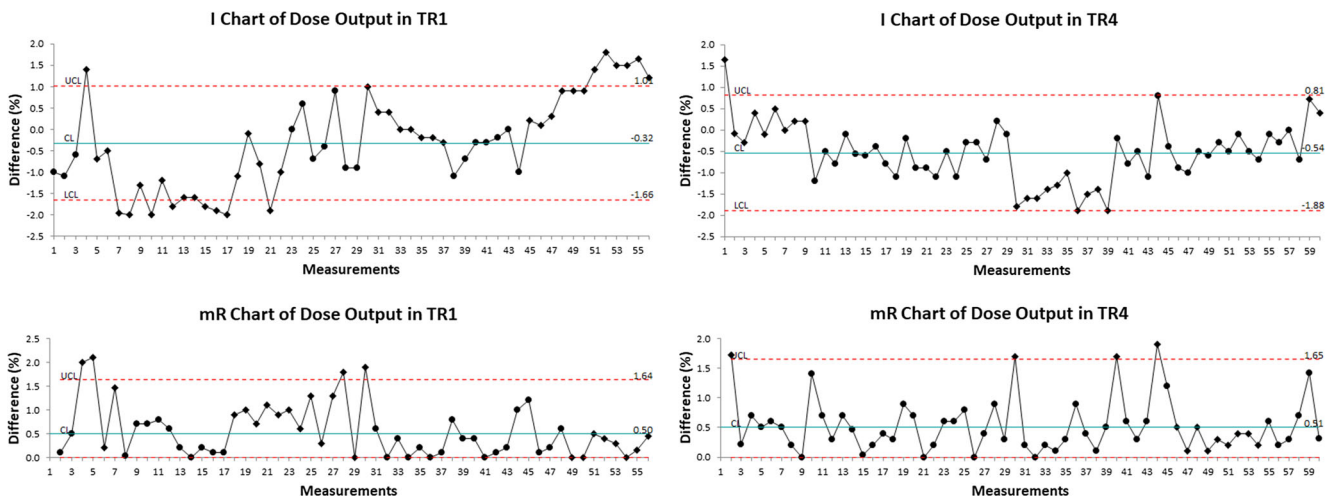 I Chart of Dose Output in TR1
Difference (%)
2.0
1.5
1.0
0.5
0.0
-0.5
-1.0
-1.5
-2.0
-2.5
UCL
1.01
CL
-0.32
LCL
-1.66
1 3 5 7 9 11 13 15 17 19 21 23 25 27 29 31 33 35 37 39 41 43 45 47 49 51 53 55
Measurements
I Chart of Dose Output in TR4
Difference (%)
2.0
1.5
1.0
0.5
0.0
-0.5
-1.0
-1.5
-2.0
-2.5
UCL
0.81
CL
-0.54
LCL
-1.88
1 3 5 7 9 11 13 15 17 19 21 23 25 27 29 31 33 35 37 39 41 43 45 47 49 51 53 55 57 59
Measurements
mR Chart of Dose Output in TR1
Difference (%)
2.5
2.0
1.5
1.0
0.5
0.0
UCL
1.64
CL
0.50
1 3 5 7 9 11 13 15 17 19 21 23 25 27 29 31 33 35 37 39 41 43 45 47 49 51 53 55
Measurements
mR Chart of Dose Output in TR4
Difference (%)
2.0
1.5
1.0
0.5
0.0
UCL
1.65
CL
0.51
1 3 5 7 9 11 13 15 17 19 21 23 25 27 29 31 33 35 37 39 41 43 45 47 49 51 53 55 57 59
Measurements